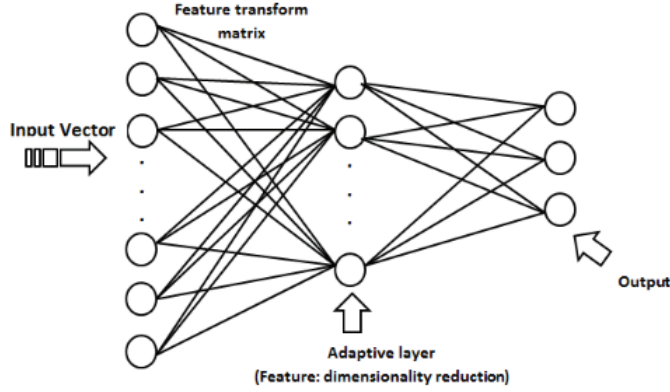 Feature transform
matrix
Input Vector
Output
Adaptive layer
(Feature: dimensionality reduction)